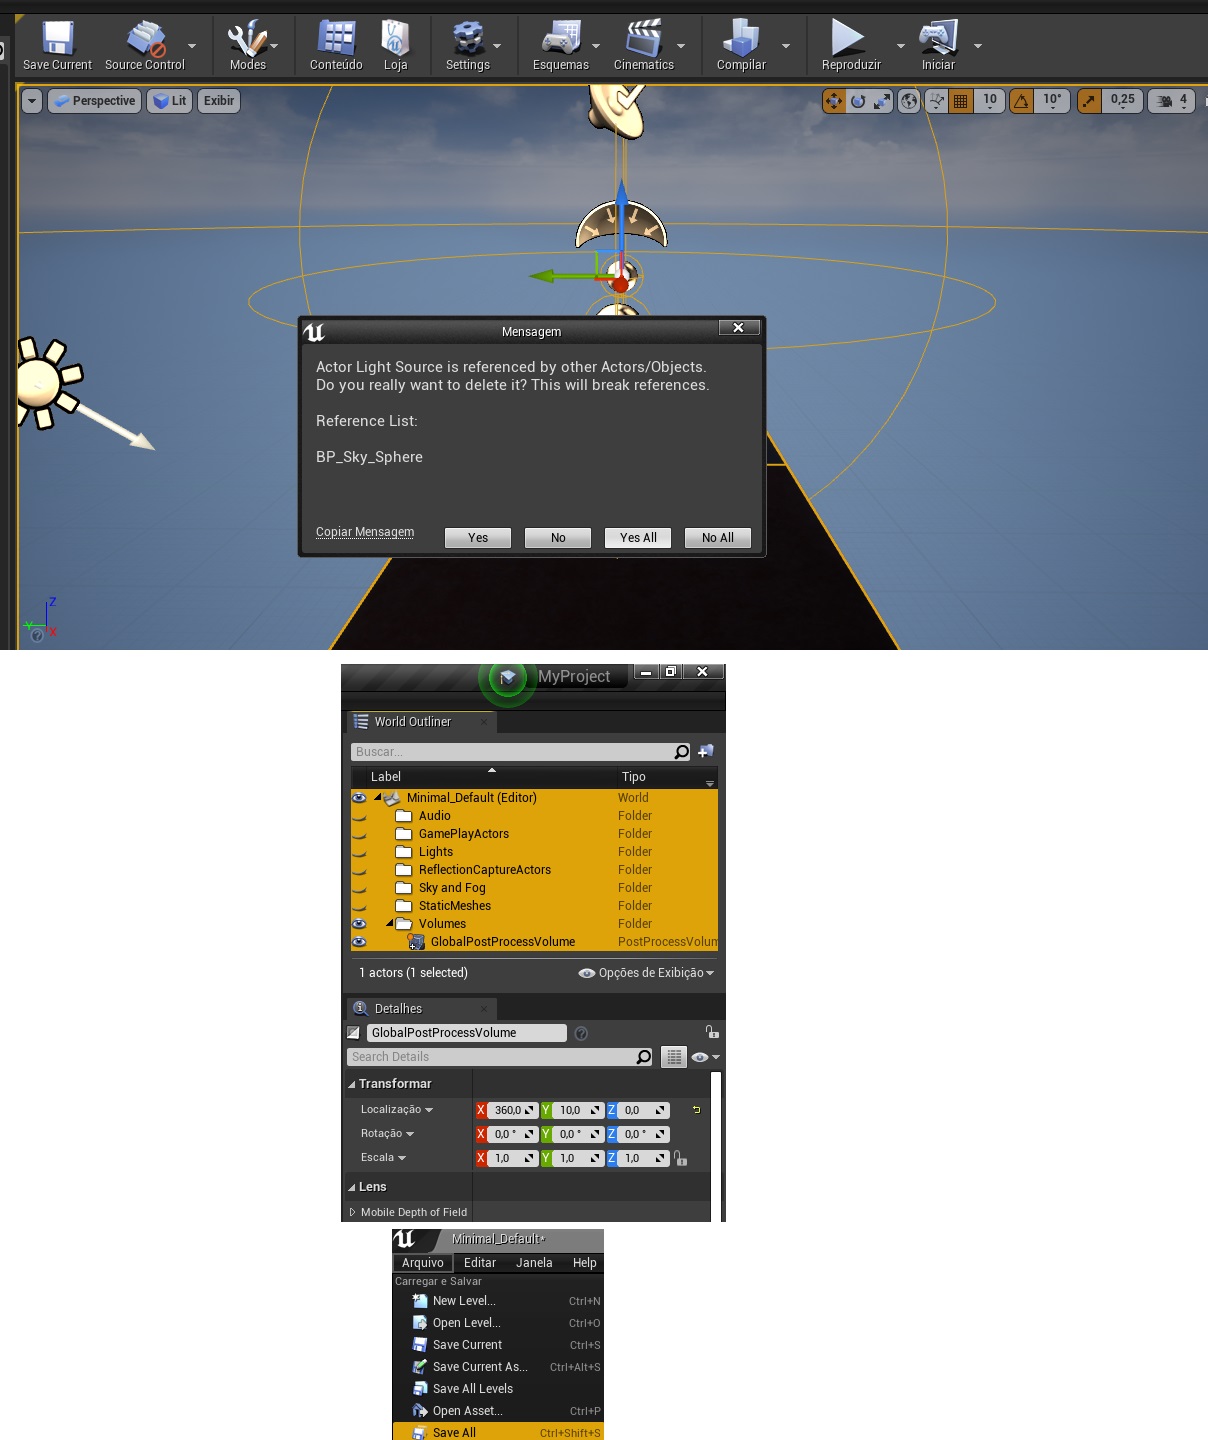 Save Current
Source Control
Modes
Conteúdo
Loja
Settings
Esquemas
Cinematics
Compilar
Reproduzir
Iniciar
Perspective
Lit
Exibir
10
10°
0,25
4
Mensagem
Actor Light Source is referenced by other Actors/Objects.
Do you really want to delete it? This will break references.
Reference List:
BP_Sky_Sphere
Copiar Mensagem
Yes
No
Yes All
No All
Z
Y
X
MyProject
World Outliner
Buscar...
Label Tipo
Minimal_Default (Editor) World
Audio Folder
GamePlayActors Folder
Lights Folder
ReflectionCaptureActors Folder
Sky and Fog Folder
StaticMeshes Folder
Volumes Folder
GlobalPostProcessVolume PostProcessVolum
1 actors (1 selected) Opções de Exibição
Detalhes
GlobalPostProcessVolume
Search Details
Transformar
Localização X 360,0 Y 10,0 Z 0,0
Rotação X 0,0 ° Y 0,0 ° Z 0,0 °
Escala X 1,0 Y 1,0 Z 1,0
Lens
Mobile Depth of Field
Minimal_Default*
Arquivo Editar Janela Help
Carregar e Salvar
New Level... Ctrl+N
Open Level... Ctrl+O
Save Current Ctrl+S
Save Current As... Ctrl+Alt+S
Save All Levels
Open Asset... Ctrl+P
Save All Ctrl+Shift+S